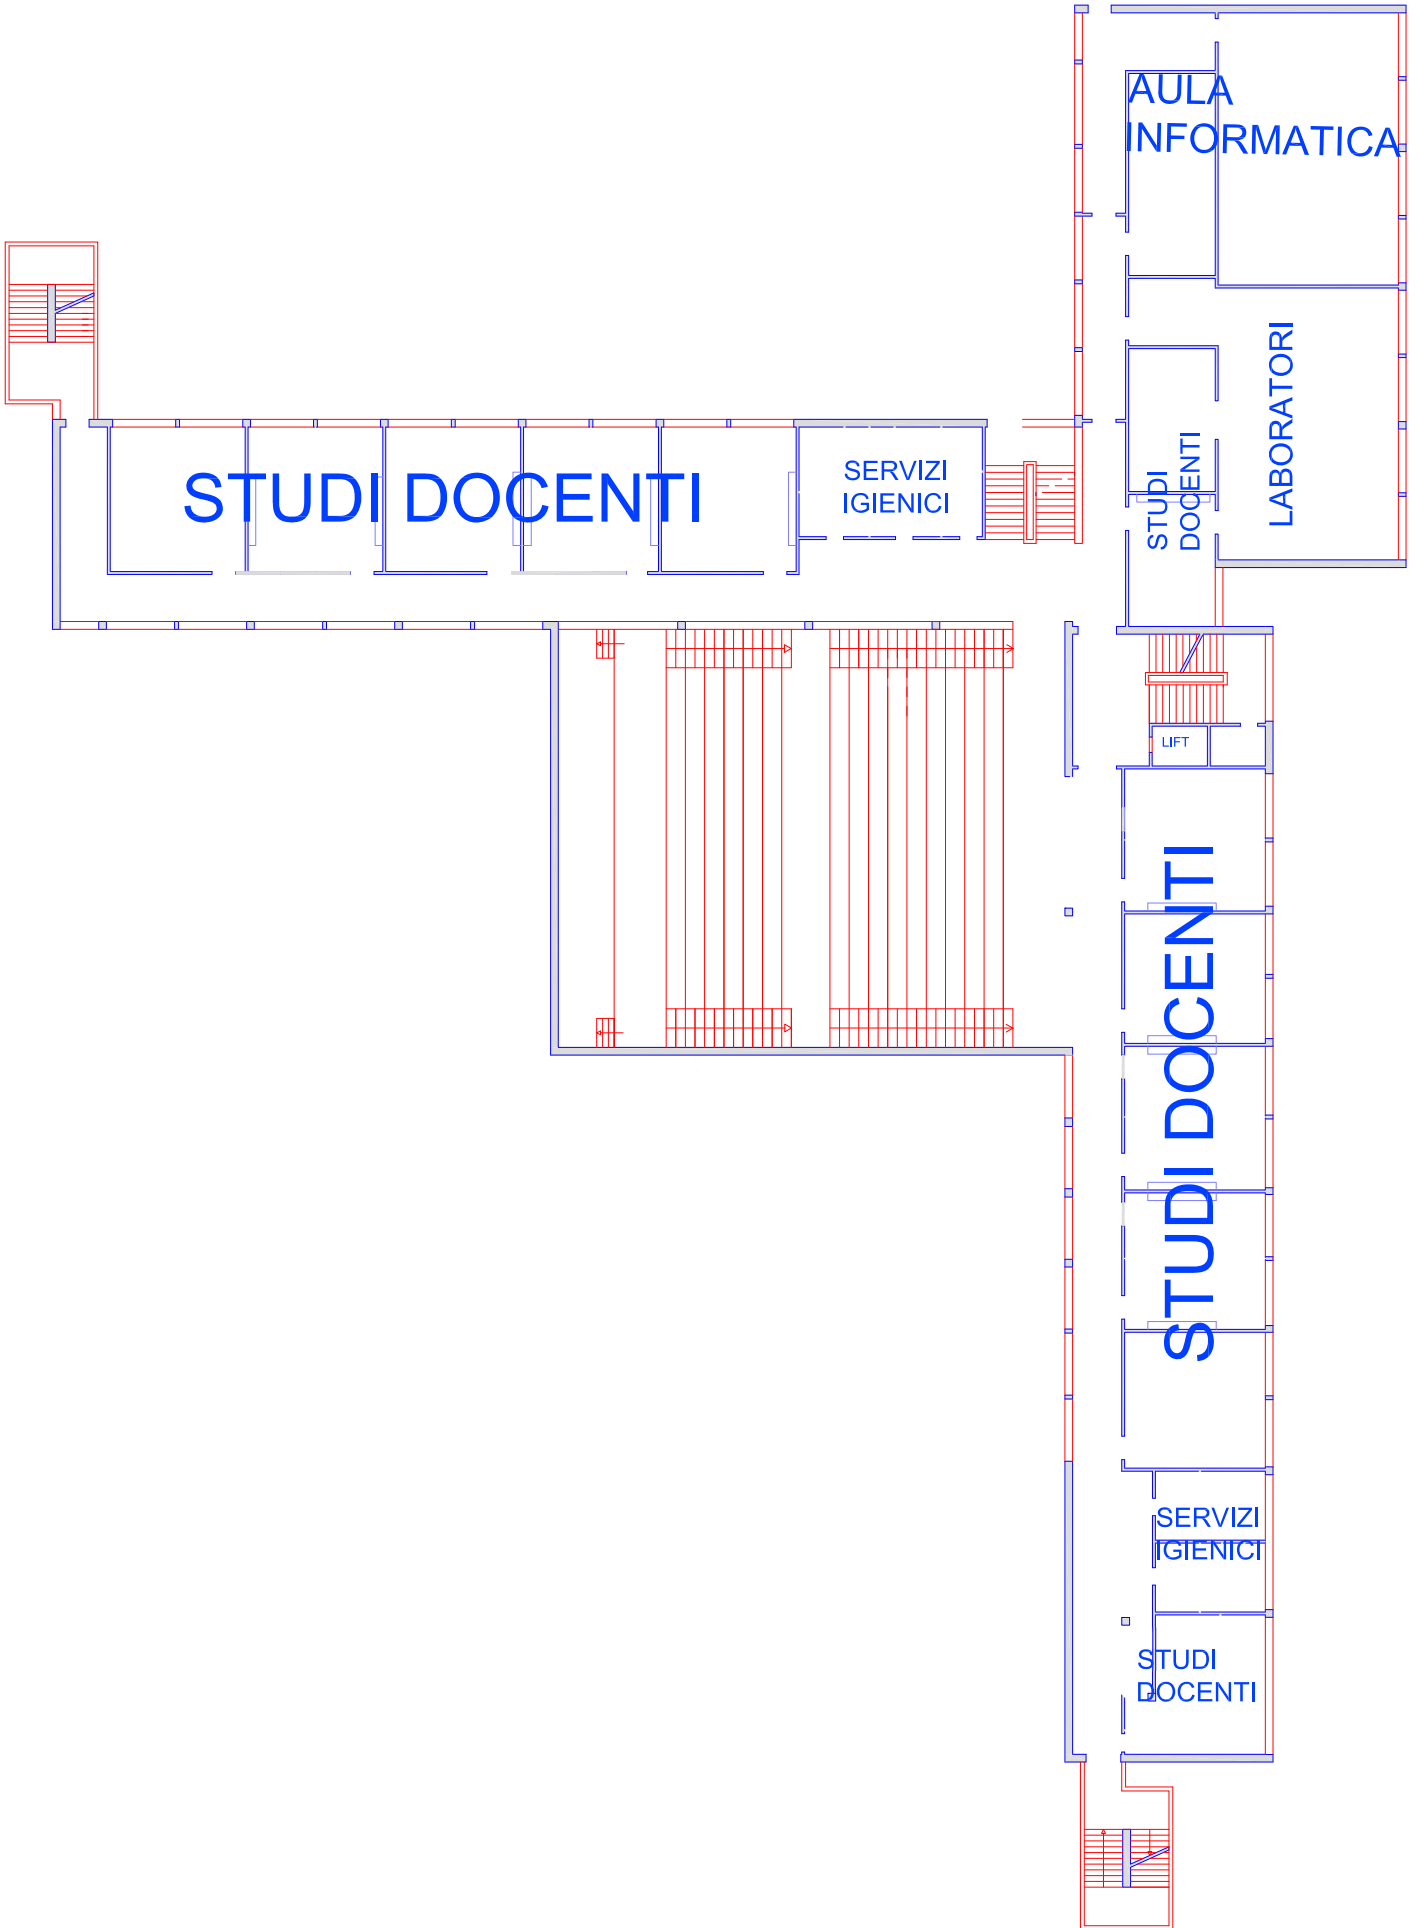 AULA
INFORMATICA
LABORATORI
STUDI
DOCENTI
STUDI DOCENTI
SERVIZI
IGIENICI
LIFT
STUDI DOCENTI
SERVIZI
IGIENICI
STUDI
DOCENTI